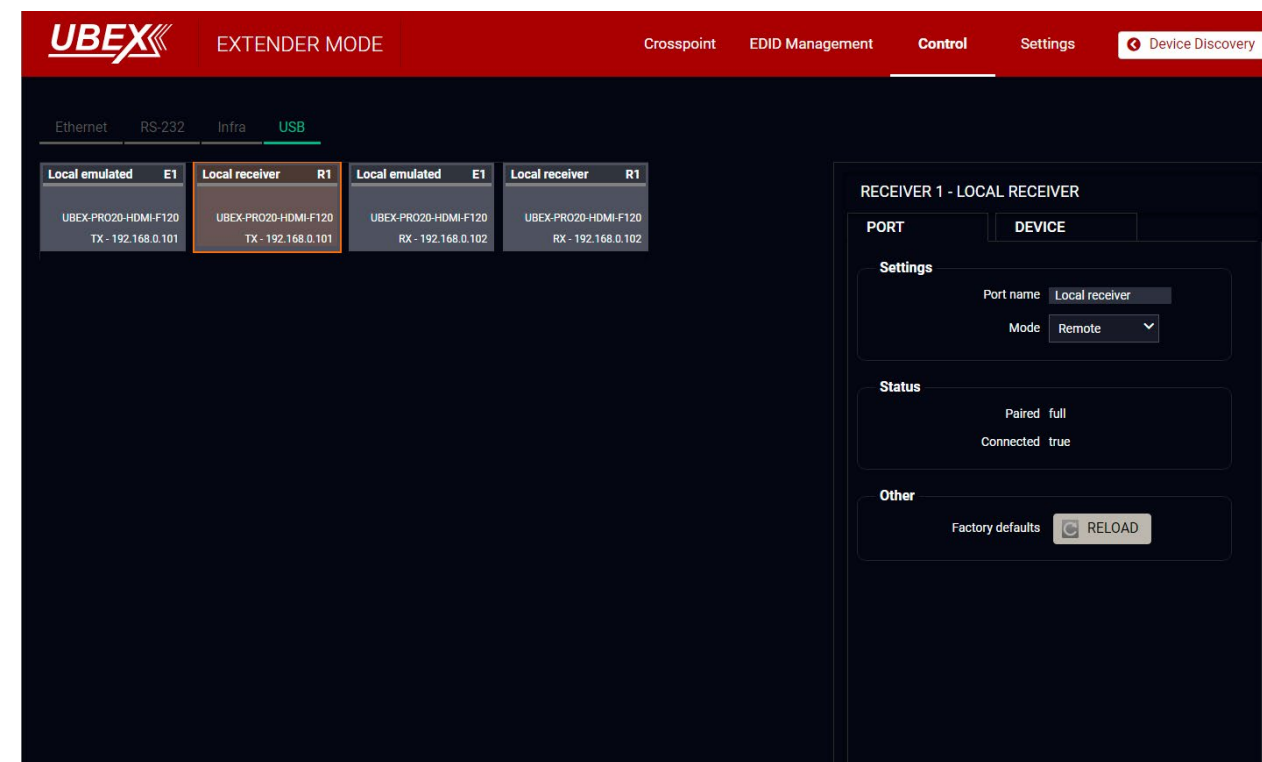 UBEX
EXTENDER MODE
Crosspoint
EDID Management
Control
Settings
Device Discovery
Ethernet
RS-232
Infra
USB
Local emulated E1
UBEX-PRO20-HDMI-F120
TX - 192.168.0.101
Local receiver R1
UBEX-PRO20-HDMI-F120
TX - 192.168.0.101
Local emulated E1
UBEX-PRO20-HDMI-F120
RX - 192.168.0.102
Local receiver R1
UBEX-PRO20-HDMI-F120
RX - 192.168.0.102
RECEIVER 1 - LOCAL RECEIVER
PORT
DEVICE
Settings
Port name Local receiver
Mode Remote
Status
Paired full
Connected true
Other
Factory defaults RELOAD